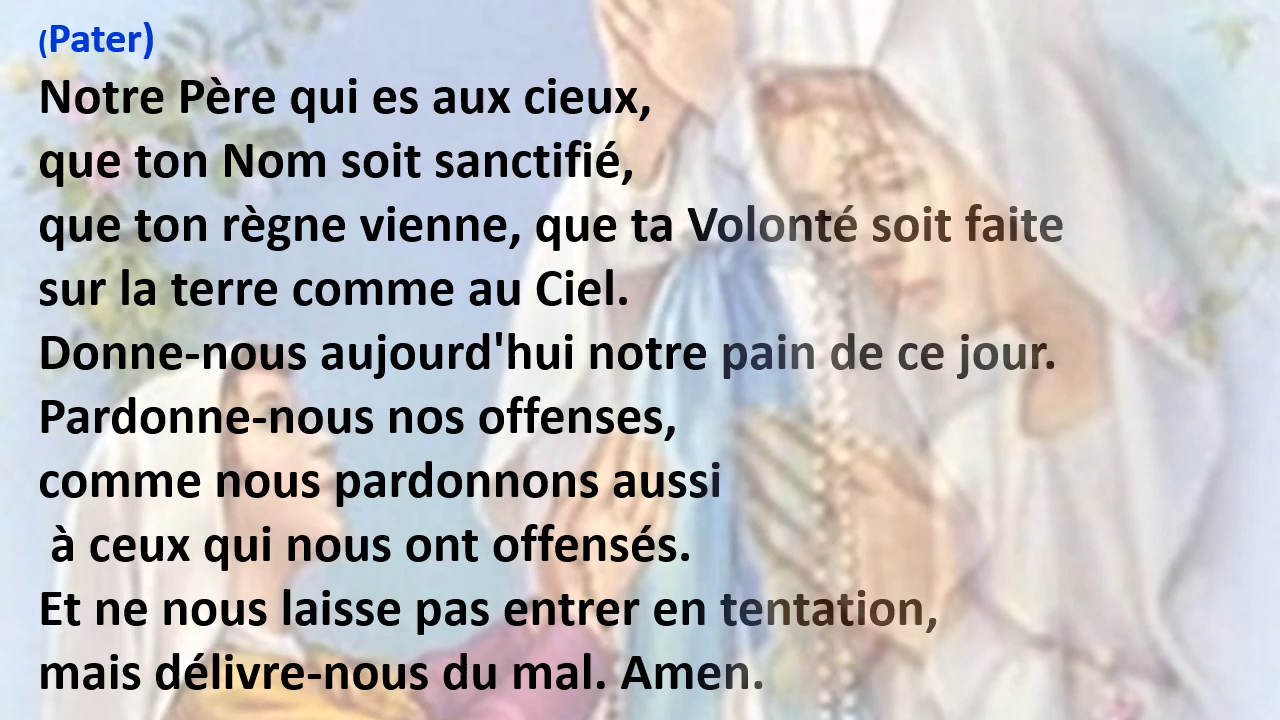 (Pater)
Notre Père qui es aux cieux,
que ton Nom soit sanctifié,
que ton règne vienne, que ta Volonté soit faite
sur la terre comme au Ciel.
Donne-nous aujourd'hui notre pain de ce jour.
Pardonne-nous nos offenses,
comme nous pardonnons aussi
à ceux qui nous ont offensés.
Et ne nous laisse pas entrer en tentation,
mais délivre-nous du mal. Amen.